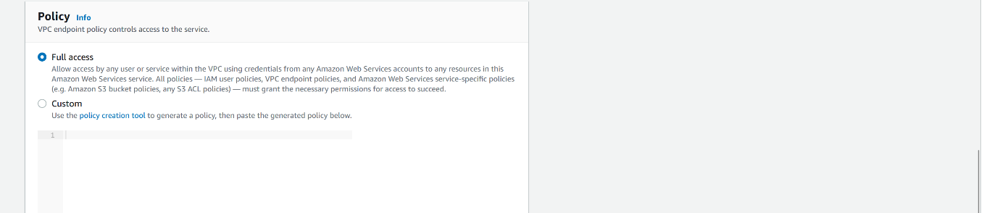 Policy Info
VPC endpoint policy controls access to the service.
Full access
Allow access by any user or service within the VPC using credentials from any Amazon Web Services accounts to any resources in this
Amazon Web Services service. All policies — IAM user policies, VPC endpoint policies, and Amazon Web Services service-specific policies
(e.g. Amazon S3 bucket policies, any S3 ACL policies) — must grant the necessary permissions for access to succeed.
Custom
Use the policy creation tool to generate a policy, then paste the generated policy below.
1